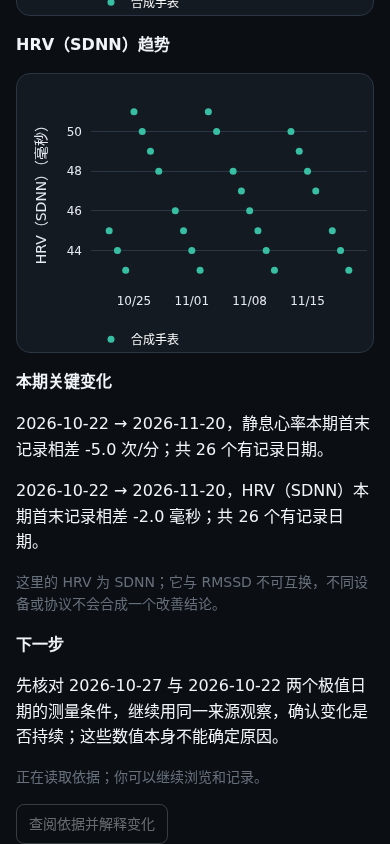 合成手表
HRV（SDNN）趋势
HRV（SDNN）（毫秒）
50
48
46
44
10/25
11/01
11/08
11/15
合成手表
本期关键变化
2026-10-22 → 2026-11-20，静息心率本期首末
记录相差 -5.0 次/分；共 26 个有记录日期。
2026-10-22 → 2026-11-20，HRV（SDNN）本
期首末记录相差 -2.0 毫秒；共 26 个有记录日
期。
这里的 HRV 为 SDNN；它与 RMSSD 不可互换，不同设
备或协议不会合成一个改善结论。
下一步
先核对 2026-10-27 与 2026-10-22 两个极值日
期的测量条件，继续用同一来源观察，确认变化是
否持续；这些数值本身不能确定原因。
正在读取依据；你可以继续浏览和记录。
查阅依据并解释变化